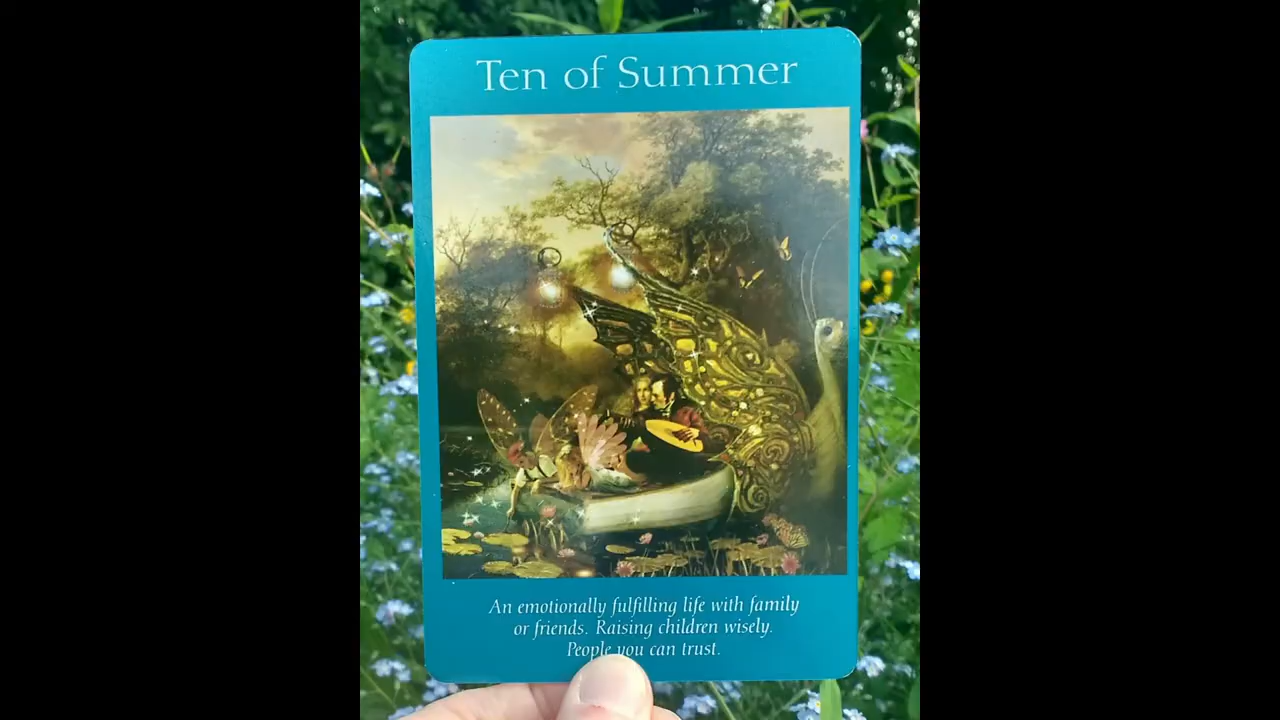 Ten of Summer
An emotionally fulfilling life with family
or friends. Raising children wisely.
People you can trust.